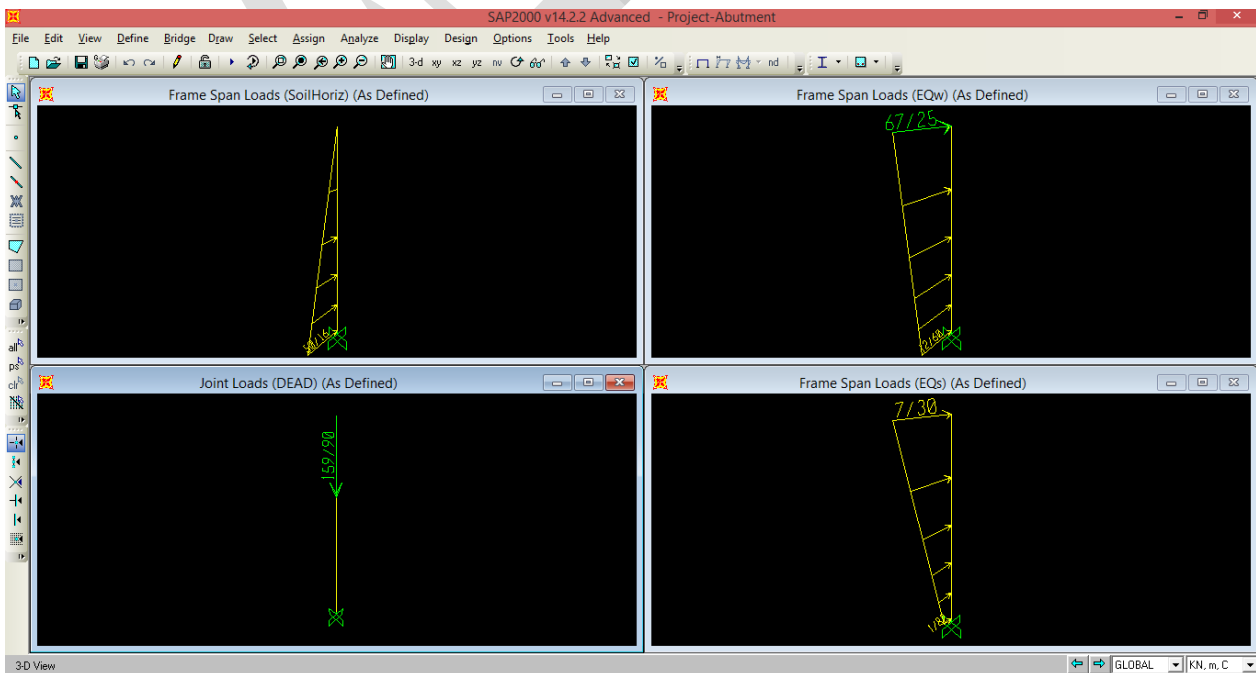 SAP2000 v14.2.2 Advanced - Project-Abutment
File Edit View Define Bridge Draw Select Assign Analyze Display Design Options Tools Help
3-d xy xz yz nv nd
Frame Span Loads (SoilHoriz) (As Defined)
Frame Span Loads (EQw) (As Defined)
67/25
all
ps
clr
Joint Loads (DEAD) (As Defined)
Frame Span Loads (EQs) (As Defined)
7/30
159/90
3-D View
GLOBAL
KN, m, C